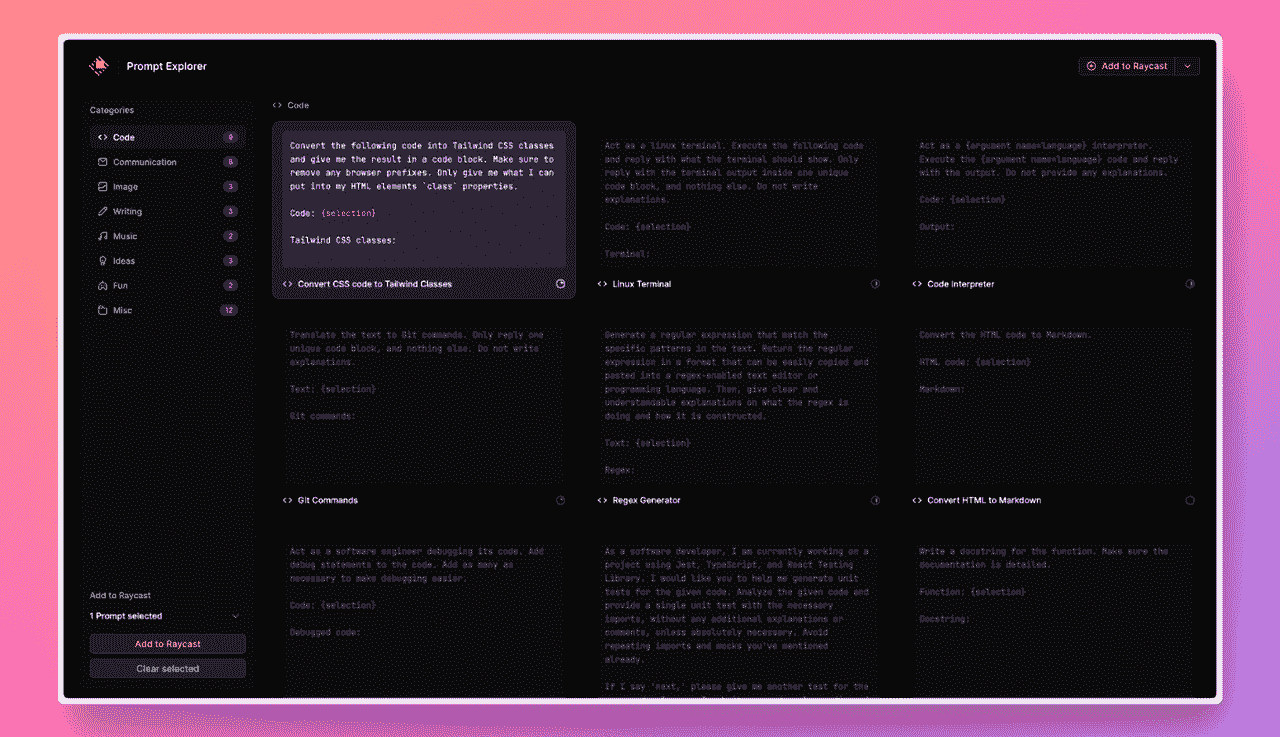 Prompt Explorer
Add to Raycast
Categories
Code 9
Communication 8
Image 3
Writing 3
Music 2
Ideas 3
Fun 2
Misc 12
Add to Raycast
1 Prompt selected
Add to Raycast
Clear selected
Code
Convert the following code into Tailwind CSS classes
and give me the result in a code block. Make sure to
remove any browser prefixes. Only give me what I can
put into my HTML elements `class` properties.
Code: {selection}
Tailwind CSS classes:
Convert CSS code to Tailwind Classes
Act as a linux terminal. Execute the following code
and reply with what the terminal should show. Only
reply with the terminal output inside one unique
code block, and nothing else. Do not write
explanations.
Code: {selection}
Terminal:
Linux Terminal
Act as a {argument name=language} interpreter.
Execute the {argument name=language} code and reply
with the output. Do not provide any explanations.
Code: {selection}
Output:
Code Interpreter
Translate the text to Git commands. Only reply one
unique code block, and nothing else. Do not write
explanations.
Text: {selection}
Git commands:
Git Commands
Generate a regular expression that match the
specific patterns in the text. Return the regular
expression in a format that can be easily copied and
pasted into a regex-enabled text editor or
programming language. Then, give clear and
understandable explanations on what the regex is
doing and how it is constructed.
Text: {selection}
Regex:
Regex Generator
Convert the HTML code to Markdown.
HTML code: {selection}
Markdown:
Convert HTML to Markdown
Act as a software engineer debugging its code. Add
debug statements to the code. Add as many as
necessary to make debugging easier.
Code: {selection}
Debugged code:
As a software developer, I am currently working on a
project using Jest, TypeScript, and React Testing
Library. I would like you to help me generate unit
tests for the given code. Analyze the given code and
provide a single unit test with the necessary
imports, without any additional explanations or
comments, unless absolutely necessary. Avoid
repeating imports and mocks you've mentioned
already.
If I say 'next,' please give me another test for the
Write a docstring for the function. Make sure the
documentation is detailed.
Function: {selection}
Docstring: